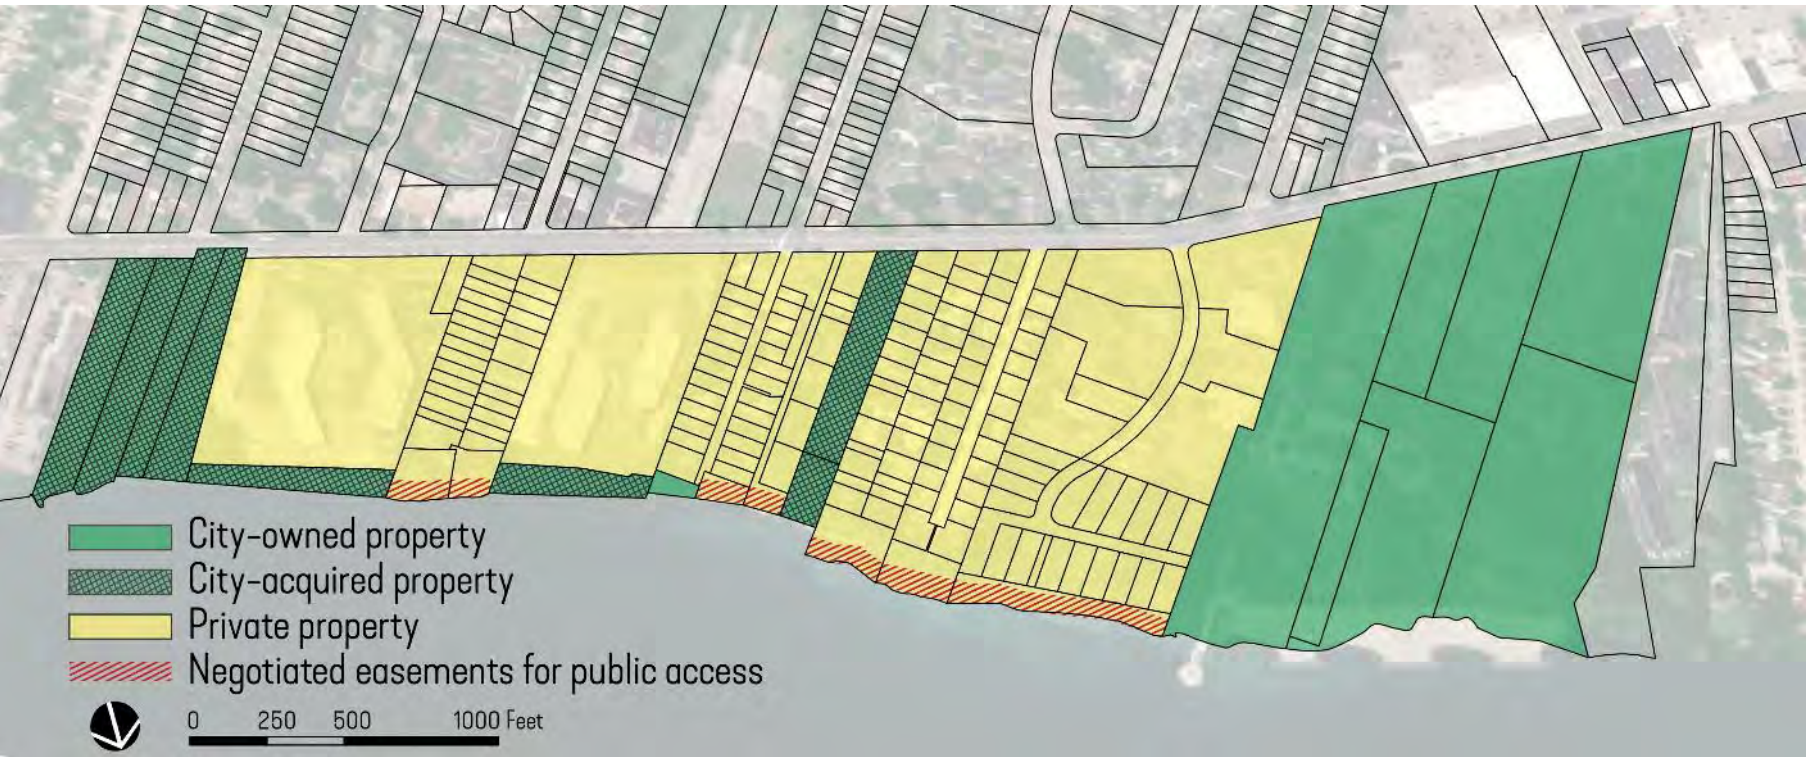 City-owned property
City-acquired property
Private property
Negotiated easements for public access
0 250 500 1000 Feet